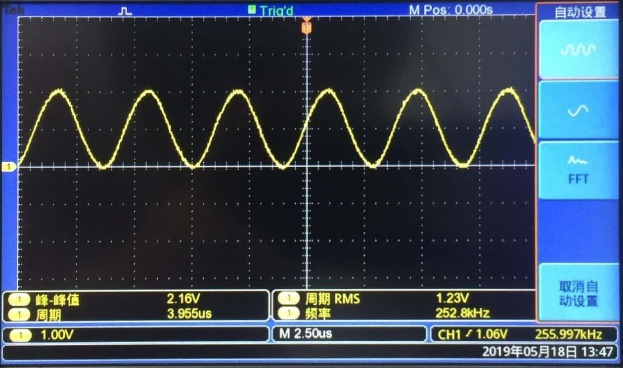 Tek
Trig'd
M Pos: 0.000s
自动设置
1
FFT
取消自
动设置
1 峰-峰值 2.16V
1 周期 3.955us
1 周期 RMS 1.23V
1 频率 252.8kHz
1 1.00V
M 2.50us
CH1 1.06V 255.997kHz
2019年05月18日 13:47